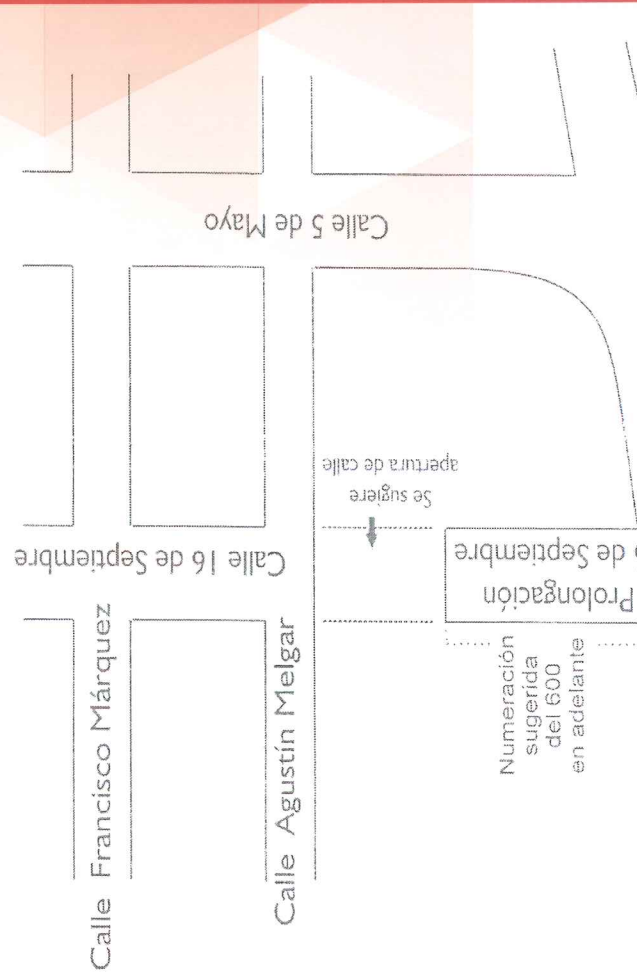 Calle 5 de Mayo
Se sugiere
apertura de calle
Calle 16 de Septiembre
Calle Francisco Márquez
Calle Agustín Melgar
Prolongación
de Septiembre
Numeración
sugerida
del 600
en adelante